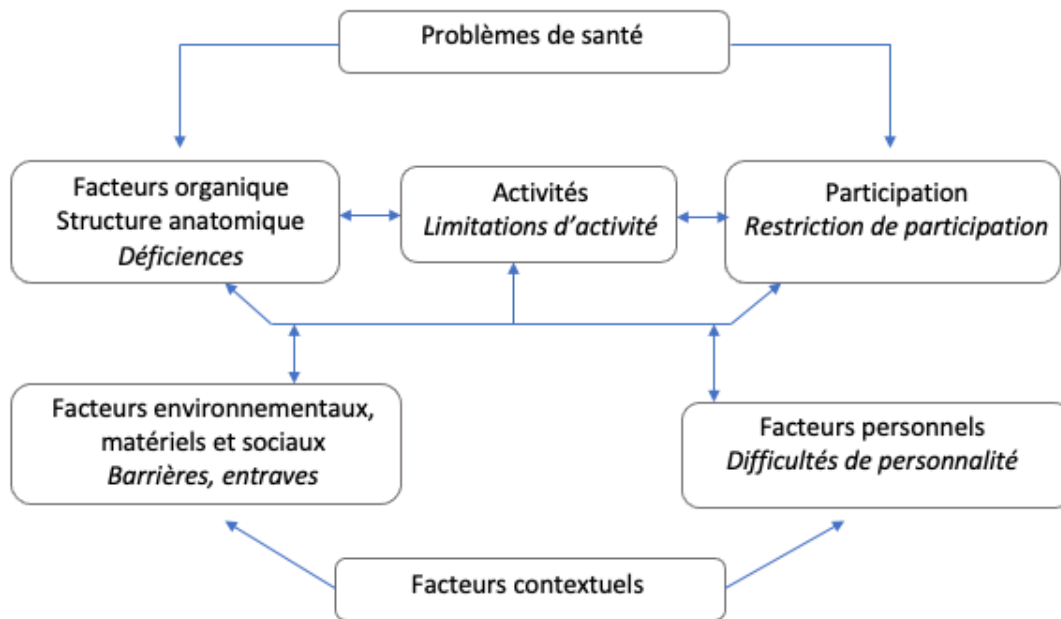 Problèmes de santé
Facteurs organique
Structure anatomique
Déficiences
Activités
Limitations d’activité
Participation
Restriction de participation
Facteurs environnementaux,
matériels et sociaux
Barrières, entraves
Facteurs personnels
Difficultés de personnalité
Facteurs contextuels